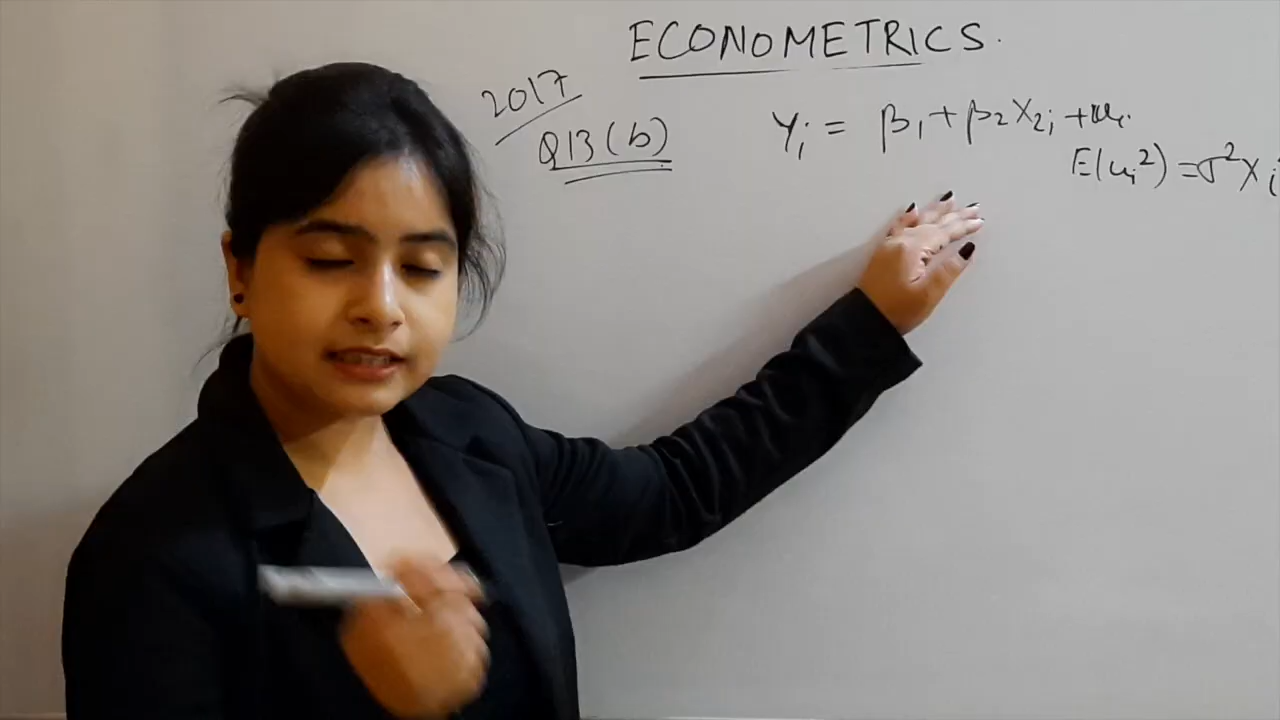 ECONOMETRICS.
2017
Q13(b)
Yi = β1+β2X2i+ui.
E(ui²)=σ²Xi